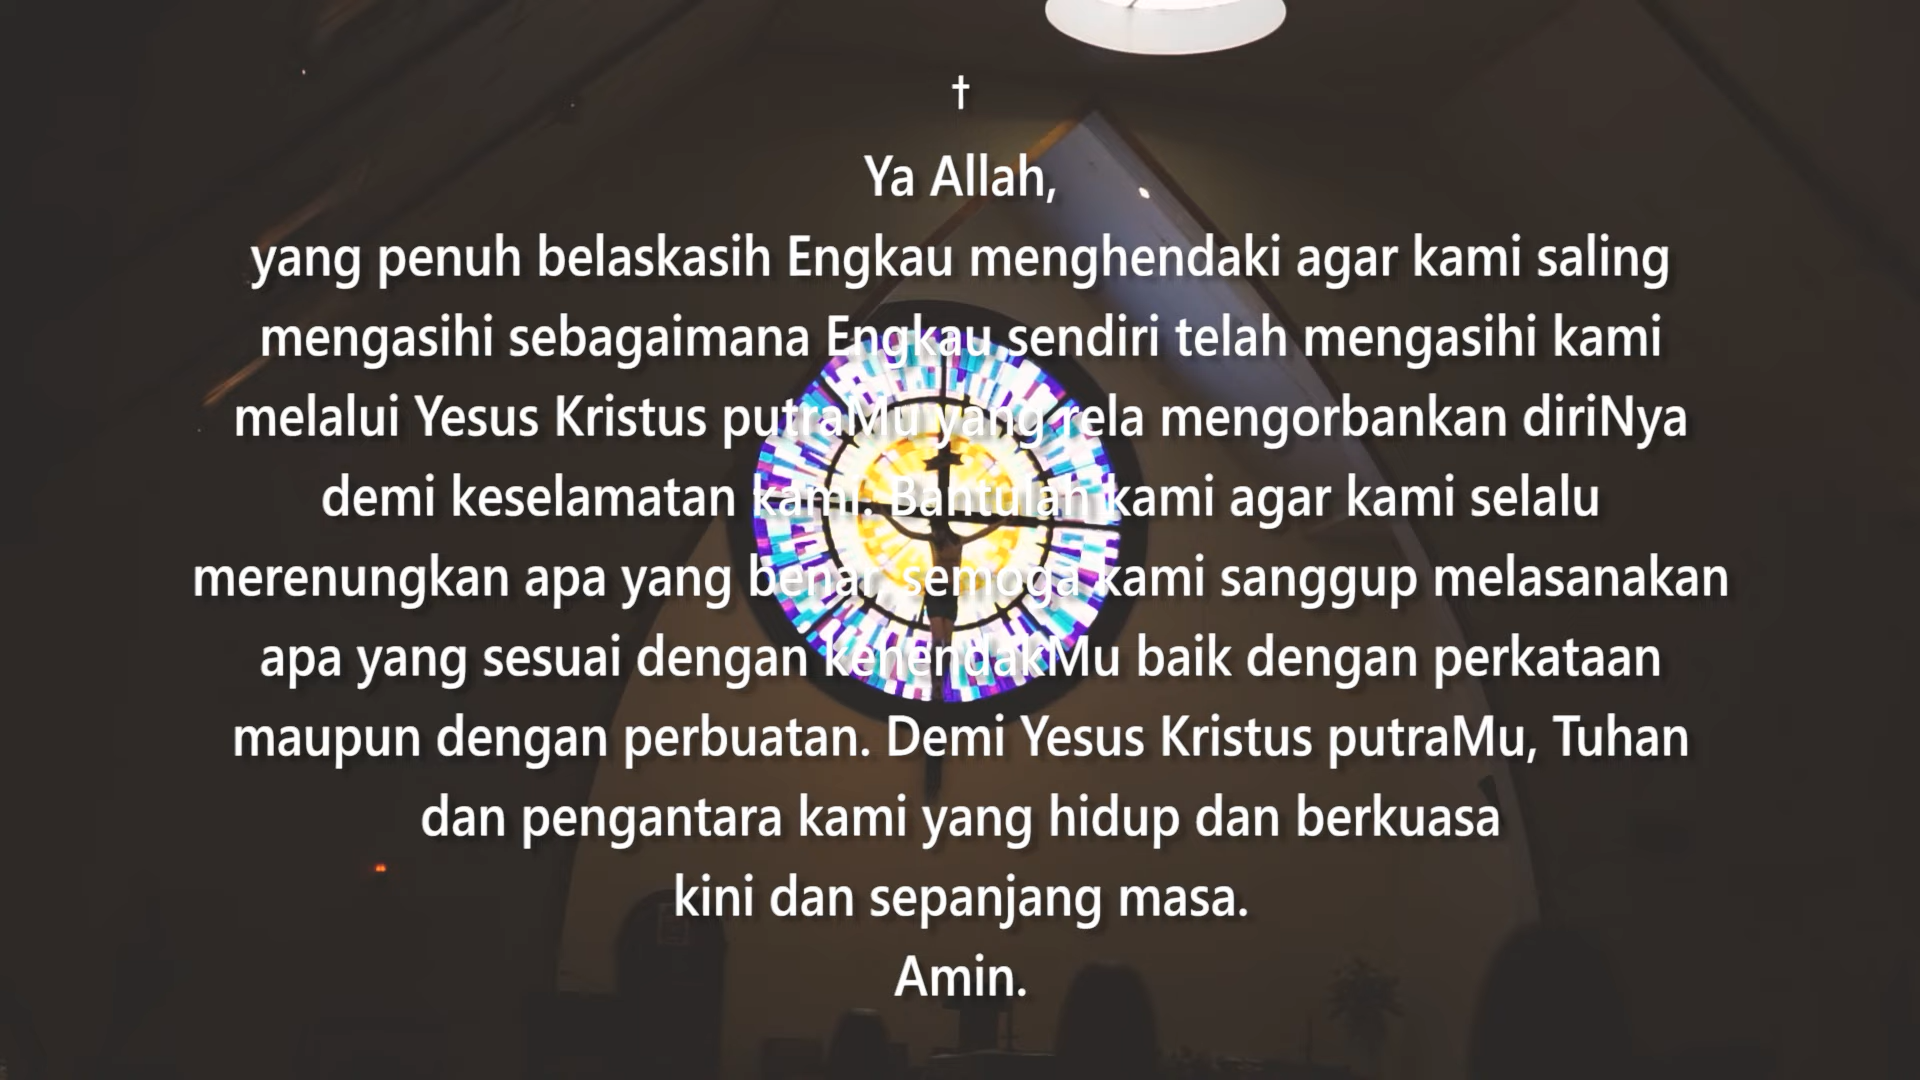 †
Ya Allah,
yang penuh belaskasih Engkau menghendaki agar kami saling
mengasihi sebagaimana Engkau sendiri telah mengasihi kami
melalui Yesus Kristus putraMu yang rela mengorbankan diriNya
demi keselamatan kami. Bantulah kami agar kami selalu
merenungkan apa yang benar, semoga kami sanggup melasanakan
apa yang sesuai dengan kehendakMu baik dengan perkataan
maupun dengan perbuatan. Demi Yesus Kristus putraMu, Tuhan
dan pengantara kami yang hidup dan berkuasa
kini dan sepanjang masa.
Amin.